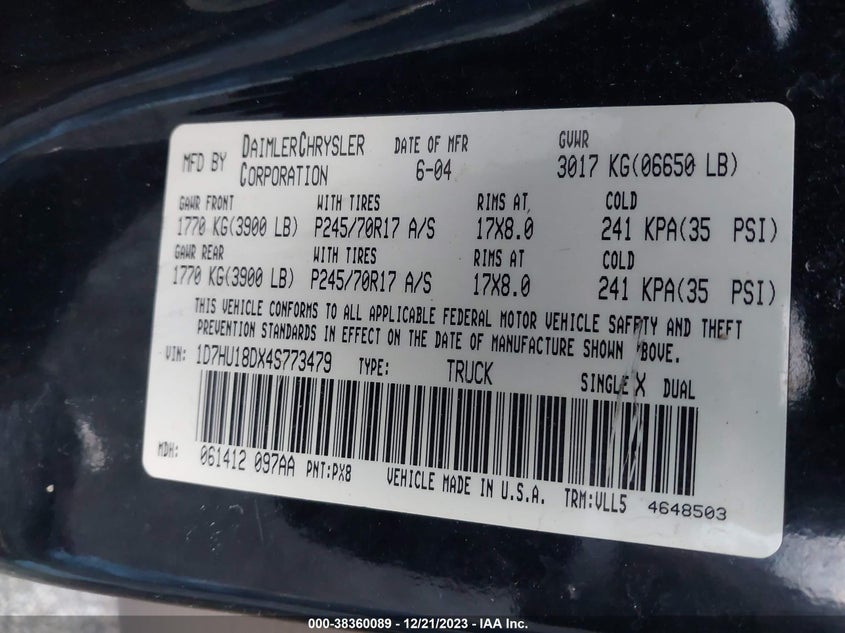 MFD BY DAIMLERCHRYSLER CORPORATION DATE OF MFR 6-04 GVWR 3017 KG(06650 LB)
GAWR FRONT WITH TIRES RIMS AT COLD
1770 KG(3900 LB) P245/70R17 A/S 17X8.0 241 KPA(35 PSI)
GAWR REAR WITH TIRES RIMS AT COLD
1770 KG(3900 LB) P245/70R17 A/S 17X8.0 241 KPA(35 PSI)
THIS VEHICLE CONFORMS TO ALL APPLICABLE FEDERAL MOTOR VEHICLE SAFETY AND THEFT
PREVENTION STANDARDS IN EFFECT ON THE DATE OF MANUFACTURE SHOWN ABOVE.
VIN: 1D7HU18DX4S773479 TYPE: TRUCK SINGLE X DUAL
MDH: 061412 097AA PNT:PX8 VEHICLE MADE IN U.S.A. TRM:VLL5 4648503
000-38360089 - 12/21/2023 - IAA Inc.